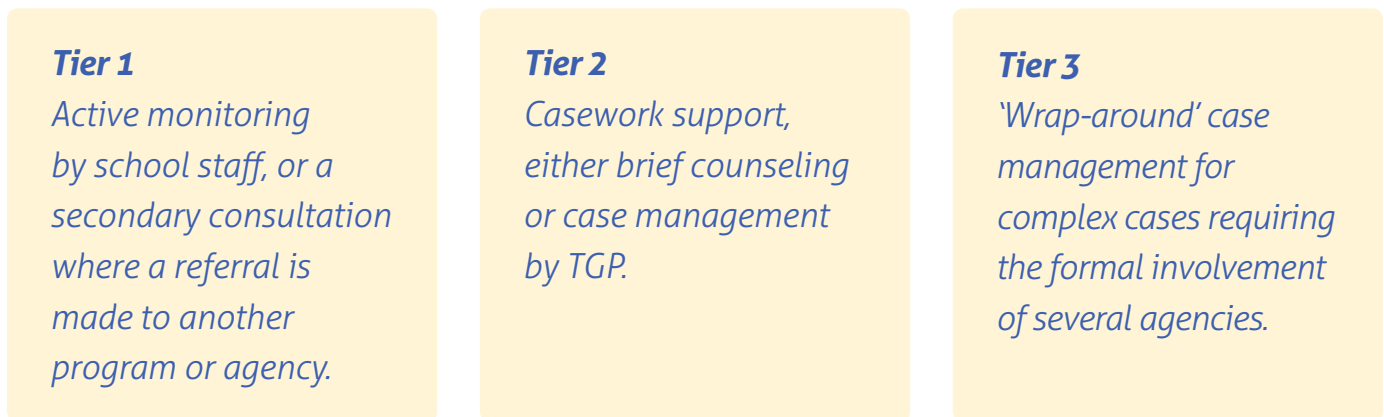 Tier 1
Active monitoring
by school staff, or a
secondary consultation
where a referral is
made to another
program or agency.
Tier 2
Casework support,
either brief counseling
or case management
by TGP.
Tier 3
‘Wrap-around’ case
management for
complex cases requiring
the formal involvement
of several agencies.